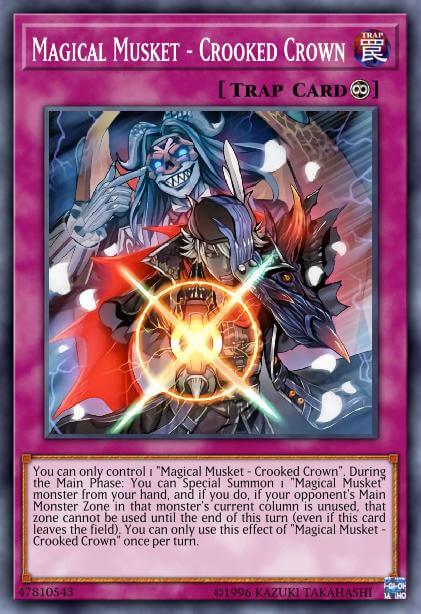 Magical Musket - Crooked Crown
TRAP
罠
[Trap Card♾]
You can only control 1 "Magical Musket - Crooked Crown". During
the Main Phase: You can Special Summon 1 "Magical Musket"
monster from your hand, and if you do, if your opponent's Main
Monster Zone in that monster's current column is unused, that
zone cannot be used until the end of this turn (even if this card
leaves the field). You can only use this effect of "Magical Musket -
Crooked Crown" once per turn.
47810543
©1996 KAZUKI TAKAHASHI